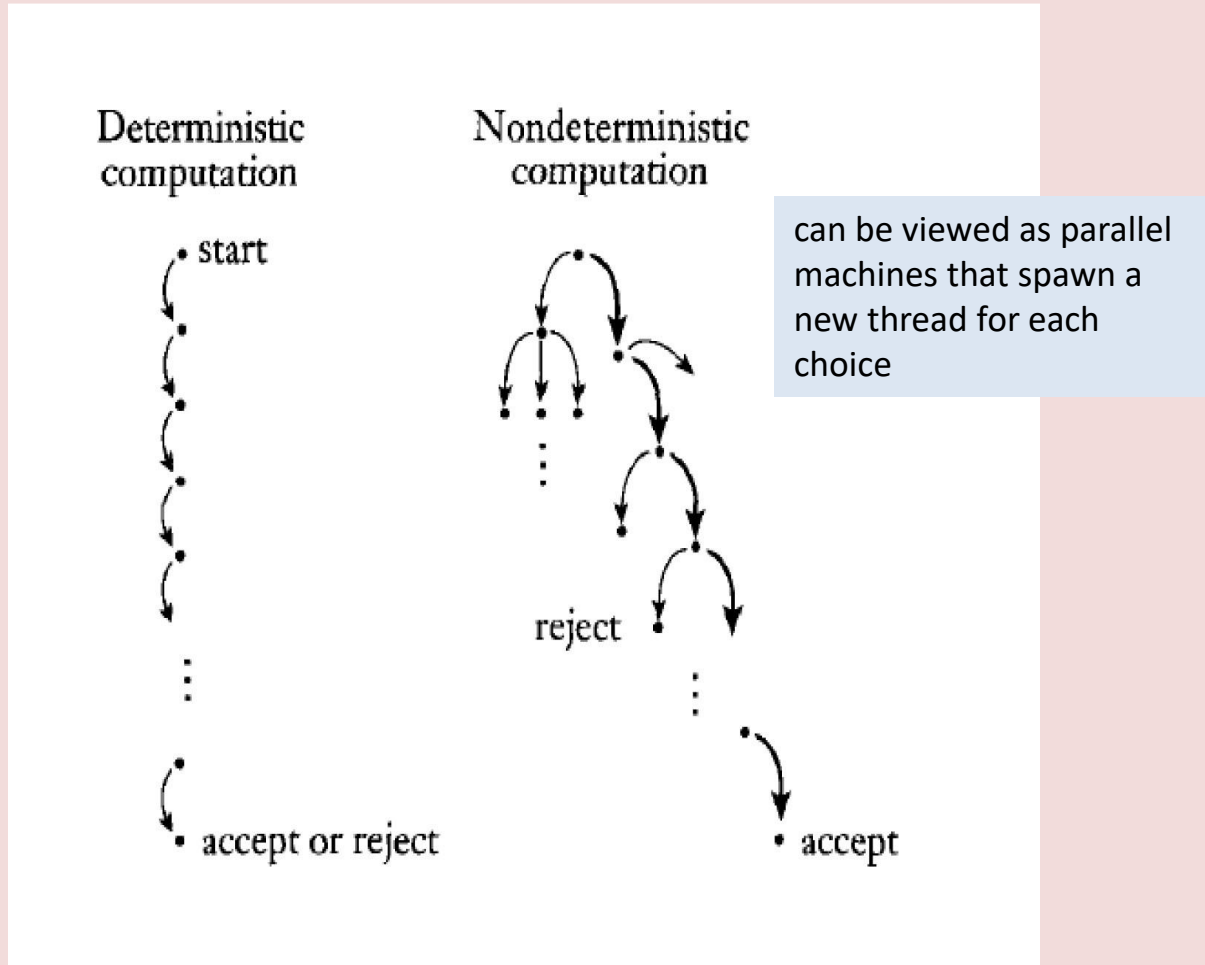 Deterministic
computation
Nondeterministic
computation
can be viewed as parallel
machines that spawn a
new thread for each
choice
start
reject
accept or reject
accept